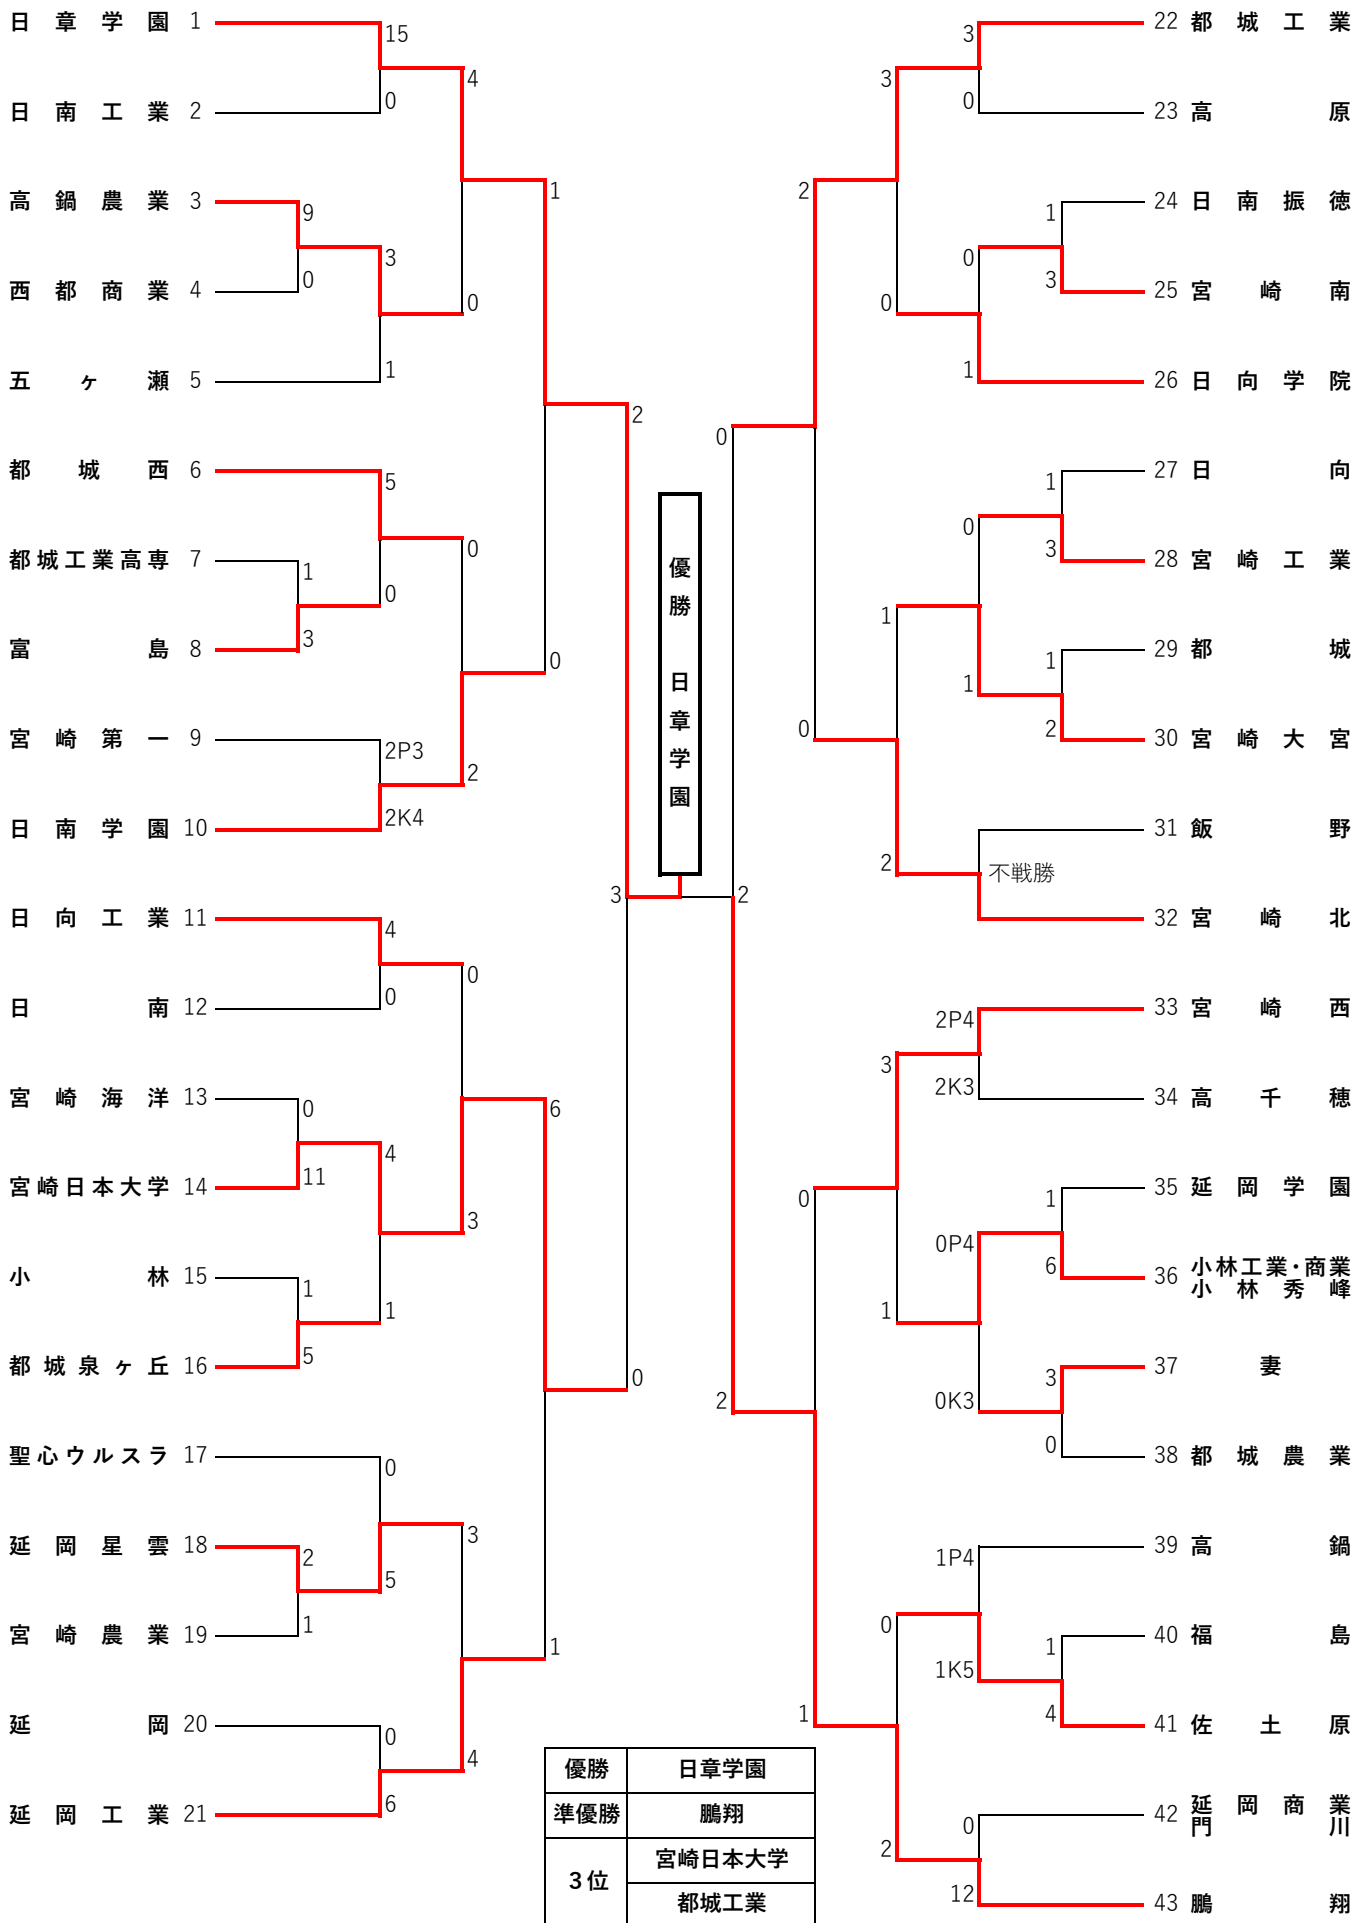 日章学園 1
日南工業 2
高鍋農業 3
西都商業 4
五ヶ瀬 5
都城西 6
都城工業高専 7
富島 8
宮崎第一 9
日南学園 10
日向工業 11
日南 12
宮崎海洋 13
宮崎日本大学 14
小林 15
都城泉ヶ丘 16
聖心ウルスラ 17
延岡星雲 18
宮崎農業 19
延岡 20
延岡工業 21
15
0
9
0
3
1
4
0
5
1
3
0
2P3
2K4
0
2
1
0
4
0
0
11
4
1
5
1
0
3
0
2
1
5
0
6
3
4
6
1
2
0
3
優勝 日章学園
2
0
2
2
0
0
1
3
0
1
2
3
1
0
2
3
0
0
1
0
1
不戦勝
2P4
2K3
0P4
0K3
1P4
1K5
0
12
1
3
1
3
1
2
1
6
3
0
1
4
22 都城工業
23 高原
24 日南振徳
25 宮崎南
26 日向学院
27 日向
28 宮崎工業
29 都城
30 宮崎大宮
31 飯野
32 宮崎北
33 宮崎西
34 高千穂
35 延岡学園
36 小林工業・商業
小林秀峰
37 妻
38 都城農業
39 高鍋
40 福島
41 佐土原
42 延岡商業
門川
43 鵬翔
優勝 日章学園
準優勝 鵬翔
３位 宮崎日本大学
都城工業